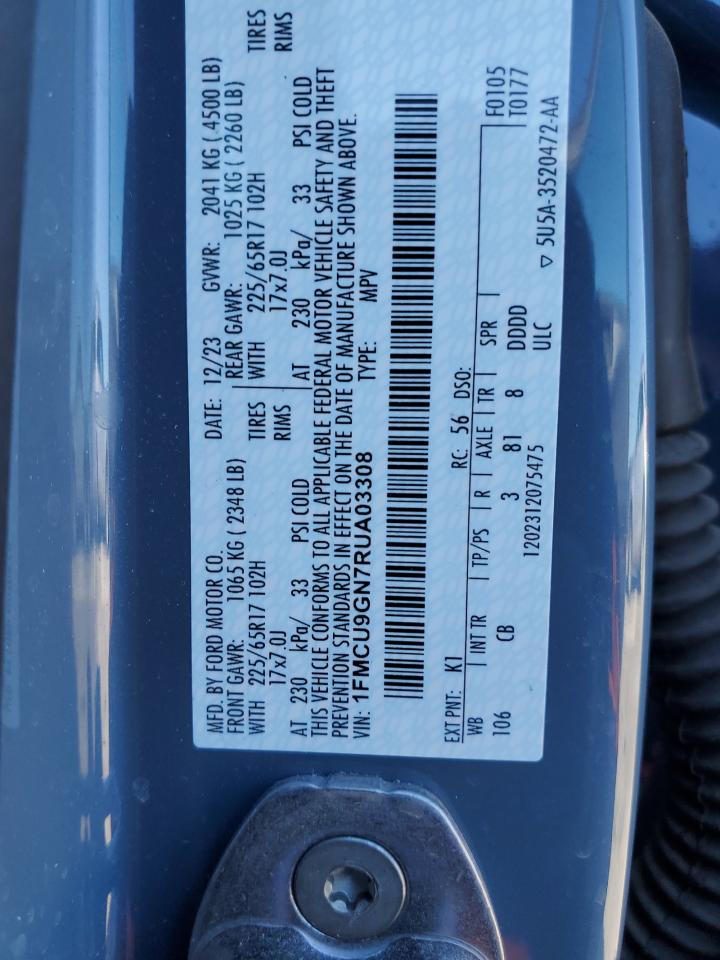 MFD. BY FORD MOTOR CO. DATE: 12/23 GVWR: 2041 KG ( 4500 LB)
FRONT GAWR: 1065 KG ( 2348 LB) REAR GAWR: 1025 KG ( 2260 LB)
WITH 225/65R17 102H TIRES WITH 225/65R17 102H TIRES
17x7.0J RIMS 17x7.0J RIMS
AT 230 kPa/ 33 PSI COLD AT 230 kPa/ 33 PSI COLD
THIS VEHICLE CONFORMS TO ALL APPLICABLE FEDERAL MOTOR VEHICLE SAFETY AND THEFT
PREVENTION STANDARDS IN EFFECT ON THE DATE OF MANUFACTURE SHOWN ABOVE.
VIN: 1FMCU9GN7RUA03308 TYPE: MPV
EXT PNT: K1 RC: 56 DSO:
WB INT TR TP/PS R AXLE TR SPR F0105
106 CB 3 81 8 DDDD T0177
1202312075475 ULC
▽ 5U5A-3520472-AA